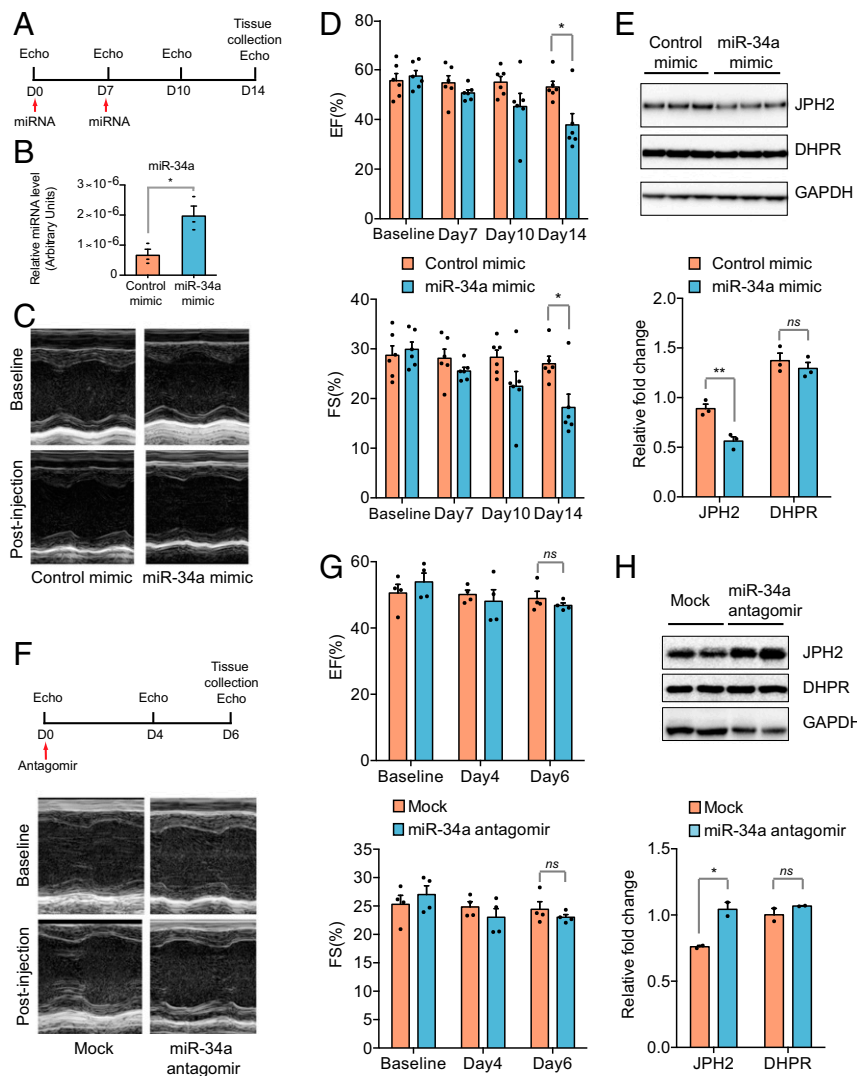 A
Tissue
collection
Echo Echo Echo Echo
D0 D7 D10 D14
miRNA miRNA
B
miR-34a
Relative miRNA level
(Arbitrary Units)
3×10-6
2×10-6
1×10-6
0
*
Control
mimic
miR-34a
mimic
C
Baseline
Post-injection
Control mimic miR-34a mimic
D
EF(%)
80
60
40
20
0
*
Baseline Day7 Day10 Day14
Control mimic
miR-34a mimic
FS(%)
40
30
20
10
0
*
Baseline Day7 Day10 Day14
E
Control
mimic
miR-34a
mimic
JPH2
DHPR
GAPDH
Control mimic
miR-34a mimic
Relative fold change
2.0
1.5
1.0
0.5
0.0
**
ns
JPH2 DHPR
F
Tissue
collection
Echo Echo Echo
D0 D4 D6
Antagomir
Baseline
Post-injection
Mock miR-34a
antagomir
G
EF(%)
60
40
20
0
ns
Baseline Day4 Day6
Mock
miR-34a antagomir
FS(%)
35
30
25
20
15
10
5
0
ns
Baseline Day4 Day6
H
Mock
miR-34a
antagomir
JPH2
DHPR
GAPDH
Mock
miR-34a antagomir
Relative fold change
1.5
1.0
0.5
0.0
*
ns
JPH2 DHPR